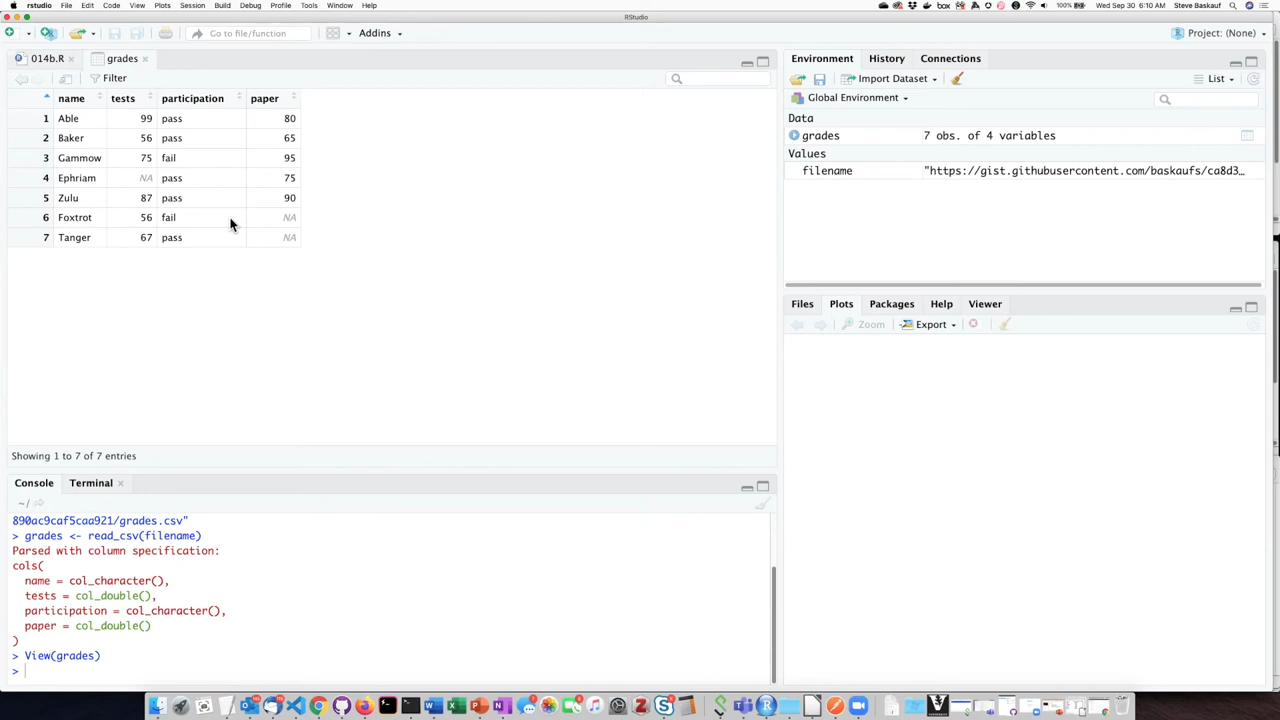 rstudio File Edit Code View Plots Session Build Debug Profile Tools Window Help
box 100% Wed Sep 30 6:10 AM Steve Baskauf
RStudio
Go to file/function Addins
Project: (None)
014b.R grades
Filter
name tests participation paper
1 Able 99 pass 80
2 Baker 56 pass 65
3 Gammow 75 fail 95
4 Ephriam NA pass 75
5 Zulu 87 pass 90
6 Foxtrot 56 fail NA
7 Tanger 67 pass NA
Showing 1 to 7 of 7 entries
Console Terminal
~/
890ac9caf5caa921/grades.csv"
> grades <- read_csv(filename)
Parsed with column specification:
cols(
name = col_character(),
tests = col_double(),
participation = col_character(),
paper = col_double()
)
> View(grades)
>
Environment History Connections
Import Dataset List
Global Environment
Data
grades 7 obs. of 4 variables
Values
filename "https://gist.githubusercontent.com/baskaufs/ca8d3…
Files Plots Packages Help Viewer
Zoom Export